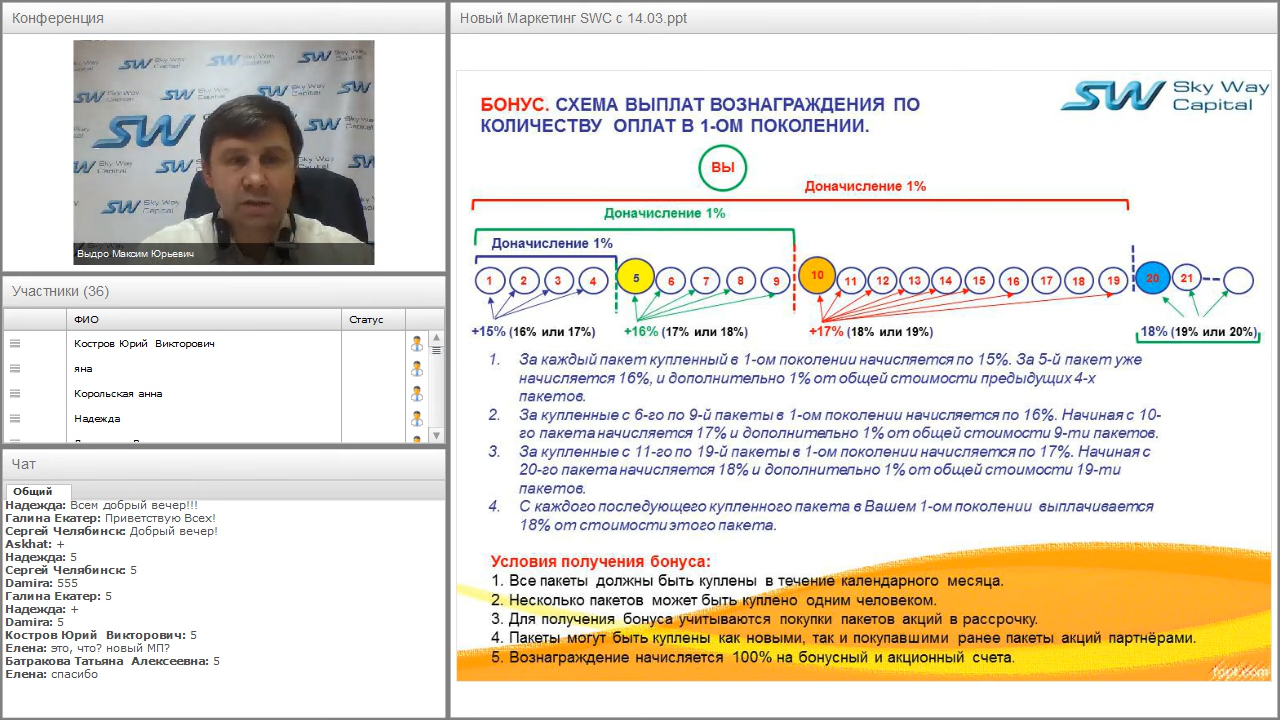 Конференция
Sky Way
Capital
SW
Выдро Максим Юрьевич
Участники (36)
ФИО
Статус
Костров Юрий Викторович
яна
Корольская анна
Надежда
Чат
Общий
Надежда: Всем добрый вечер!!!
Галина Екатер: Приветствую Всех!
Сергей Челябинск: Добрый вечер!
Askhat: +
Надежда: 5
Сергей Челябинск: 5
Damira: 555
Галина Екатер: 5
Надежда: +
Damira: 5
Костров Юрий Викторович: 5
Елена: это, что? новый МП?
Батракова Татьяна Алексеевна: 5
Елена: спасибо
Новый Маркетинг SWC с 14.03.ppt
SW Sky Way
Capital
БОНУС. СХЕМА ВЫПЛАТ ВОЗНАГРАЖДЕНИЯ ПО
КОЛИЧЕСТВУ ОПЛАТ В 1-ОМ ПОКОЛЕНИИ.
ВЫ
Доначисление 1%
Доначисление 1%
Доначисление 1%
1 2 3 4 5 6 7 8 9 10 11 12 13 14 15 16 17 18 19 20 21
+15% (16% или 17%) +16% (17% или 18%) +17% (18% или 19%) 18% (19% или 20%)
1. За каждый пакет купленный в 1-ом поколении начисляется по 15%. За 5-й пакет уже
начисляется 16%, и дополнительно 1% от общей стоимости предыдущих 4-х
пакетов.
2. За купленные с 6-го по 9-й пакеты в 1-ом поколении начисляется по 16%. Начиная с 10-
го пакета начисляется 17% и дополнительно 1% от общей стоимости 9-ти пакетов.
3. За купленные с 11-го по 19-й пакеты в 1-ом поколении начисляется по 17%. Начиная с
20-го пакета начисляется 18% и дополнительно 1% от общей стоимости 19-ти
пакетов.
4. С каждого последующего купленного пакета в Вашем 1-ом поколении выплачивается
18% от стоимости этого пакета.
Условия получения бонуса:
1. Все пакеты должны быть куплены в течение календарного месяца.
2. Несколько пакетов может быть куплено одним человеком.
3. Для получения бонуса учитываются покупки пакетов акций в рассрочку.
4. Пакеты могут быть куплены как новыми, так и покупавшими ранее пакеты акций партнёрами.
5. Вознаграждение начисляется 100% на бонусный и акционный счета.